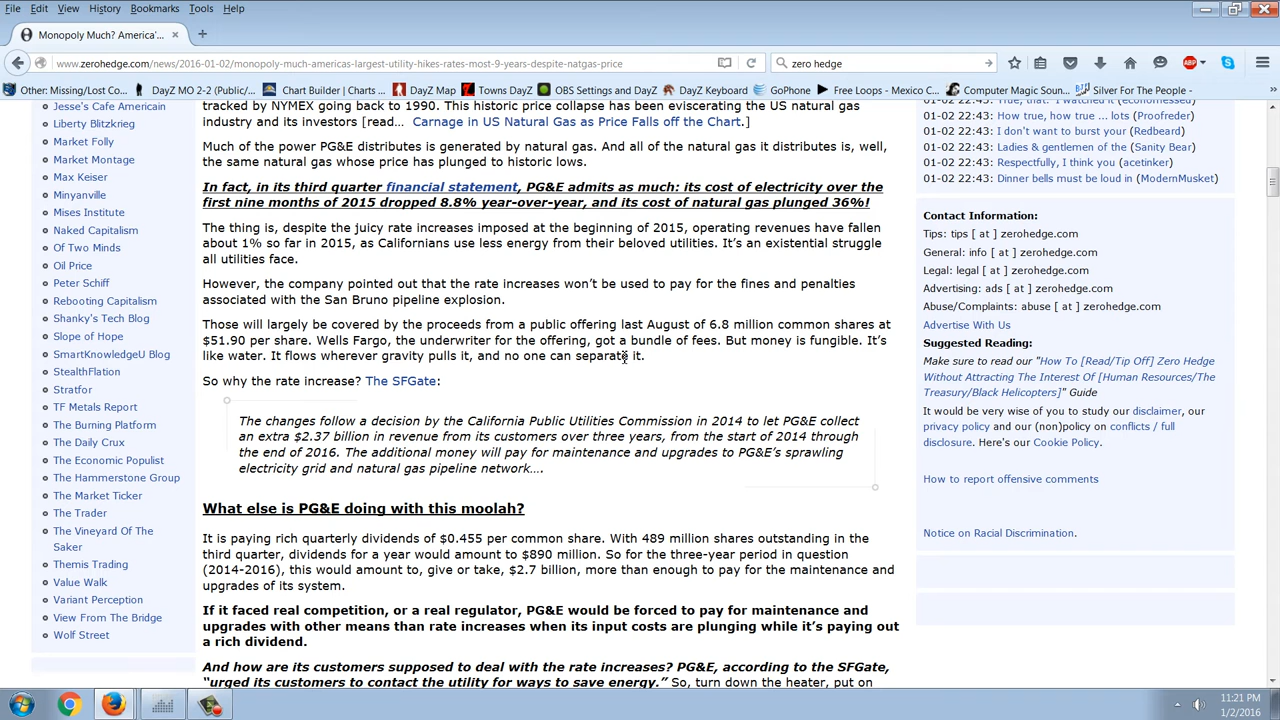 File Edit View History Bookmarks Tools Help
Monopoly Much? America'... × +
www.zerohedge.com/news/2016-01-02/monopoly-much-americas-largest-utility-hikes-rates-most-9-years-despite-natgas-price
zero hedge
ABP
Other: Missing/Lost Co... DayZ MO 2-2 (Public/... Chart Builder | Charts ... DayZ Map Towns DayZ OBS Settings and DayZ DayZ Keyboard GoPhone Free Loops - Mexico C... Computer Magic Soun... Silver For The People - ...
Jesse's Cafe Americain
Liberty Blitzkrieg
Market Folly
Market Montage
Max Keiser
Minyanville
Mises Institute
Naked Capitalism
Of Two Minds
Oil Price
Peter Schiff
Rebooting Capitalism
Shanky's Tech Blog
Slope of Hope
SmartKnowledgeU Blog
StealthFlation
Stratfor
TF Metals Report
The Burning Platform
The Daily Crux
The Economic Populist
The Hammerstone Group
The Market Ticker
The Trader
The Vineyard Of The
Saker
Themis Trading
Value Walk
Variant Perception
View From The Bridge
Wolf Street
tracked by NYMEX going back to 1990. This historic price collapse has been eviscerating the US natural gas
industry and its investors [read... Carnage in US Natural Gas as Price Falls off the Chart.]
Much of the power PG&E distributes is generated by natural gas. And all of the natural gas it distributes is, well,
the same natural gas whose price has plunged to historic lows.
In fact, in its third quarter financial statement, PG&E admits as much: its cost of electricity over the
first nine months of 2015 dropped 8.8% year-over-year, and its cost of natural gas plunged 36%!
The thing is, despite the juicy rate increases imposed at the beginning of 2015, operating revenues have fallen
about 1% so far in 2015, as Californians use less energy from their beloved utilities. It's an existential struggle
all utilities face.
However, the company pointed out that the rate increases won't be used to pay for the fines and penalties
associated with the San Bruno pipeline explosion.
Those will largely be covered by the proceeds from a public offering last August of 6.8 million common shares at
$51.90 per share. Wells Fargo, the underwriter for the offering, got a bundle of fees. But money is fungible. It's
like water. It flows wherever gravity pulls it, and no one can separate it.
So why the rate increase? The SFGate:
The changes follow a decision by the California Public Utilities Commission in 2014 to let PG&E collect
an extra $2.37 billion in revenue from its customers over three years, from the start of 2014 through
the end of 2016. The additional money will pay for maintenance and upgrades to PG&E's sprawling
electricity grid and natural gas pipeline network....
What else is PG&E doing with this moolah?
It is paying rich quarterly dividends of $0.455 per common share. With 489 million shares outstanding in the
third quarter, dividends for a year would amount to $890 million. So for the three-year period in question
(2014-2016), this would amount to, give or take, $2.7 billion, more than enough to pay for the maintenance and
upgrades of its system.
If it faced real competition, or a real regulator, PG&E would be forced to pay for maintenance and
upgrades with other means than rate increases when its input costs are plunging while it's paying out
a rich dividend.
And how are its customers supposed to deal with the rate increases? PG&E, according to the SFGate,
"urged its customers to contact the utility for ways to save energy." So, turn down the heater, put on
01-02 22:43: True, that. I watched it (economessed)
01-02 22:43: How true, how true ... lots (Proofreder)
01-02 22:43: I don't want to burst your (Redbeard)
01-02 22:43: Ladies & gentlemen of the (Sanity Bear)
01-02 22:43: Respectfully, I think you (acetinker)
01-02 22:43: Dinner bells must be loud in (ModernMusket)
Contact Information:
Tips: tips [ at ] zerohedge.com
General: info [ at ] zerohedge.com
Legal: legal [ at ] zerohedge.com
Advertising: ads [ at ] zerohedge.com
Abuse/Complaints: abuse [ at ] zerohedge.com
Advertise With Us
Suggested Reading:
Make sure to read our "How To [Read/Tip Off] Zero Hedge
Without Attracting The Interest Of [Human Resources/The
Treasury/Black Helicopters]" Guide
It would be very wise of you to study our disclaimer, our
privacy policy and our (non)policy on conflicts / full
disclosure. Here's our Cookie Policy.
How to report offensive comments
Notice on Racial Discrimination.
11:21 PM
1/2/2016